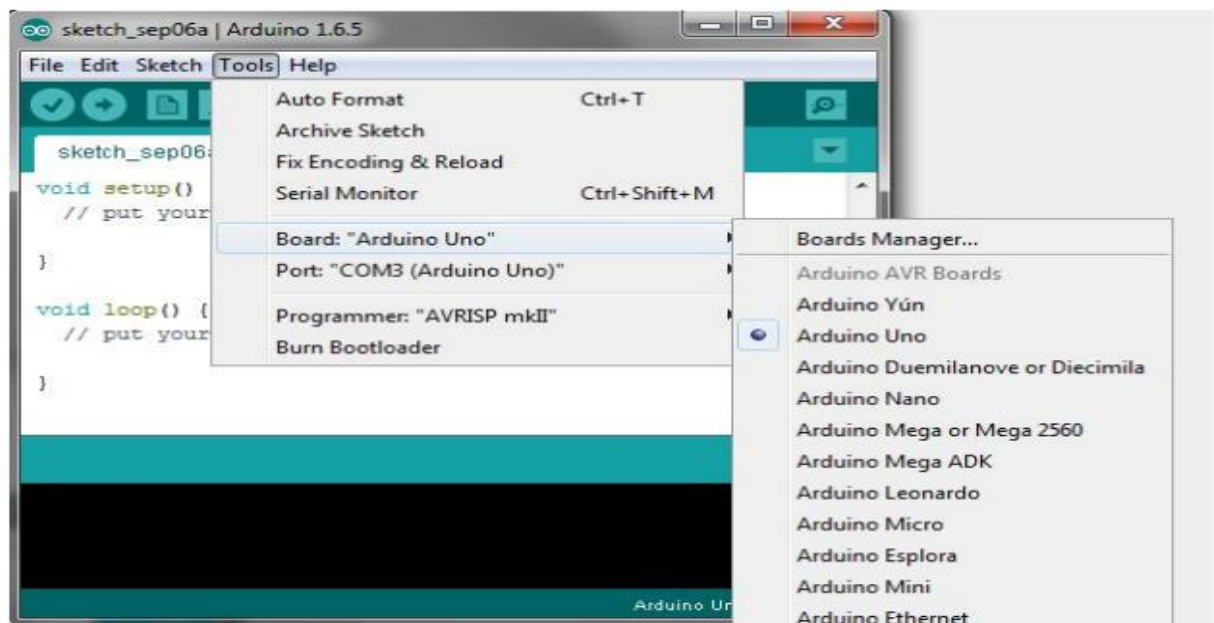 sketch_sep06a | Arduino 1.6.5
File Edit Sketch Tools Help
Auto Format Ctrl+T
Archive Sketch
sketch_sep06a
Fix Encoding & Reload
void setup()
Serial Monitor Ctrl+Shift+M
// put your
Board: "Arduino Uno"
Boards Manager...
}
Port: "COM3 (Arduino Uno)"
Arduino AVR Boards
void loop() {
Arduino Yún
Programmer: "AVRISP mkII"
// put your
Arduino Uno
Burn Bootloader
Arduino Duemilanove or Diecimila
}
Arduino Nano
Arduino Mega or Mega 2560
Arduino Mega ADK
Arduino Leonardo
Arduino Micro
Arduino Esplora
Arduino Mini
Arduino Un
Arduino Ethernet